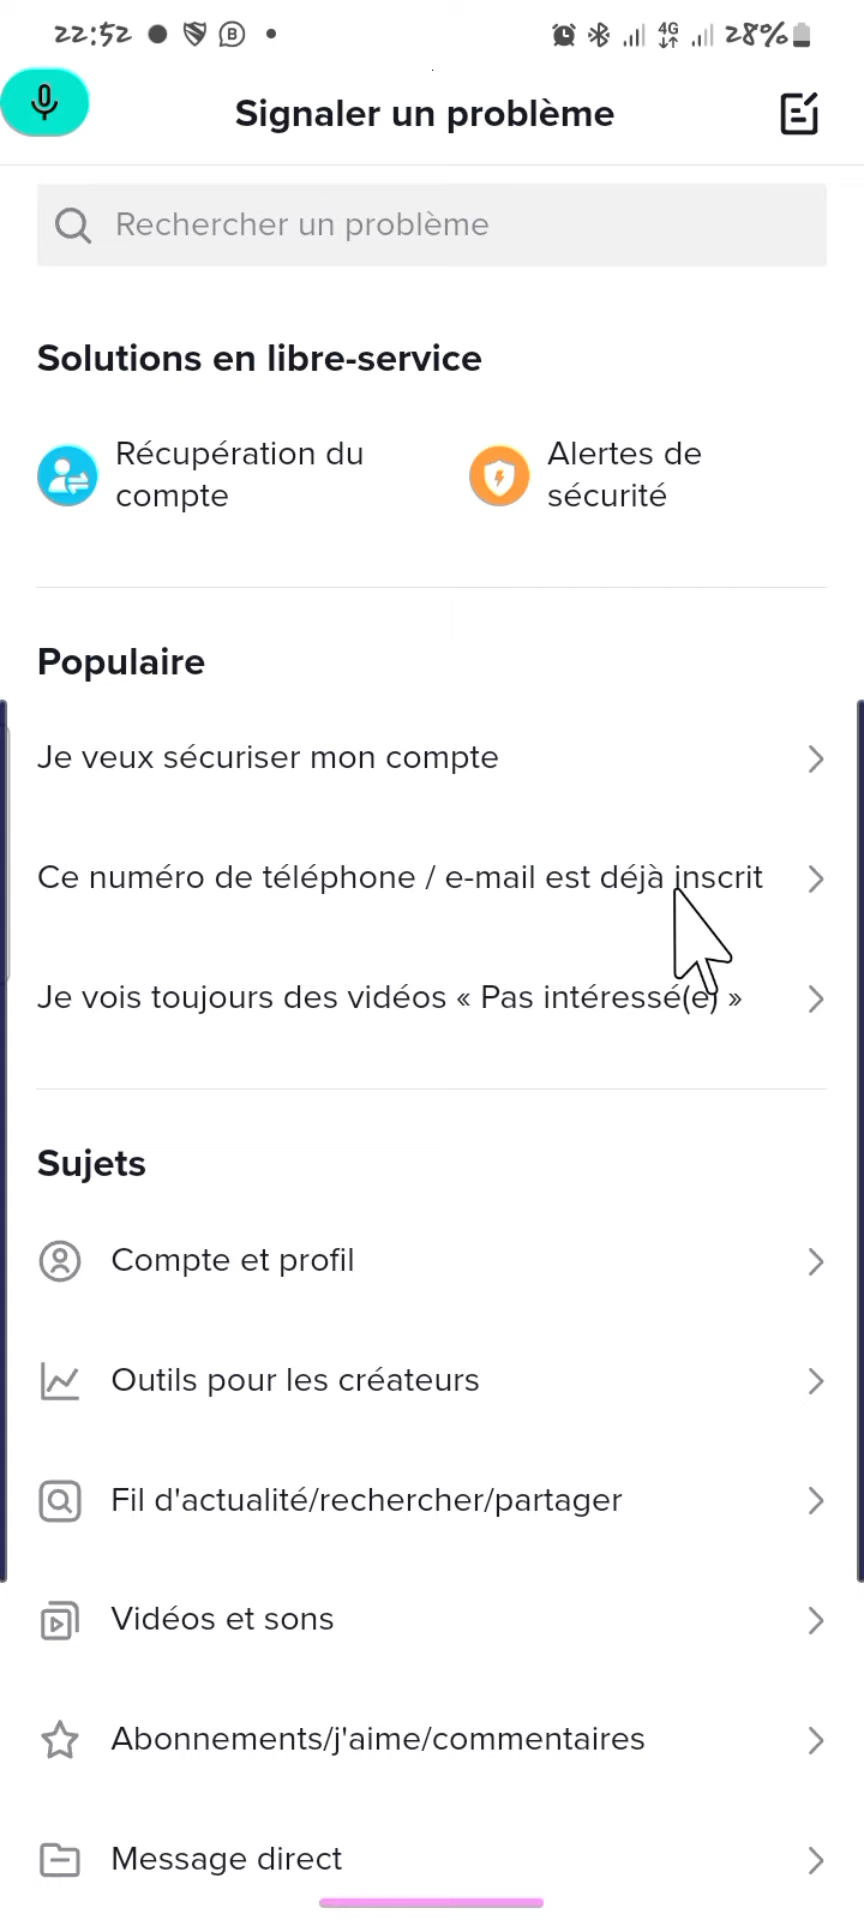 22:52
4G
28%
Signaler un problème
Rechercher un problème
Solutions en libre-service
Récupération du
compte
Alertes de
sécurité
Populaire
Je veux sécuriser mon compte
Ce numéro de téléphone / e-mail est déjà inscrit
Je vois toujours des vidéos « Pas intéressé(e) »
Sujets
Compte et profil
Outils pour les créateurs
Fil d'actualité/rechercher/partager
Vidéos et sons
Abonnements/j'aime/commentaires
Message direct